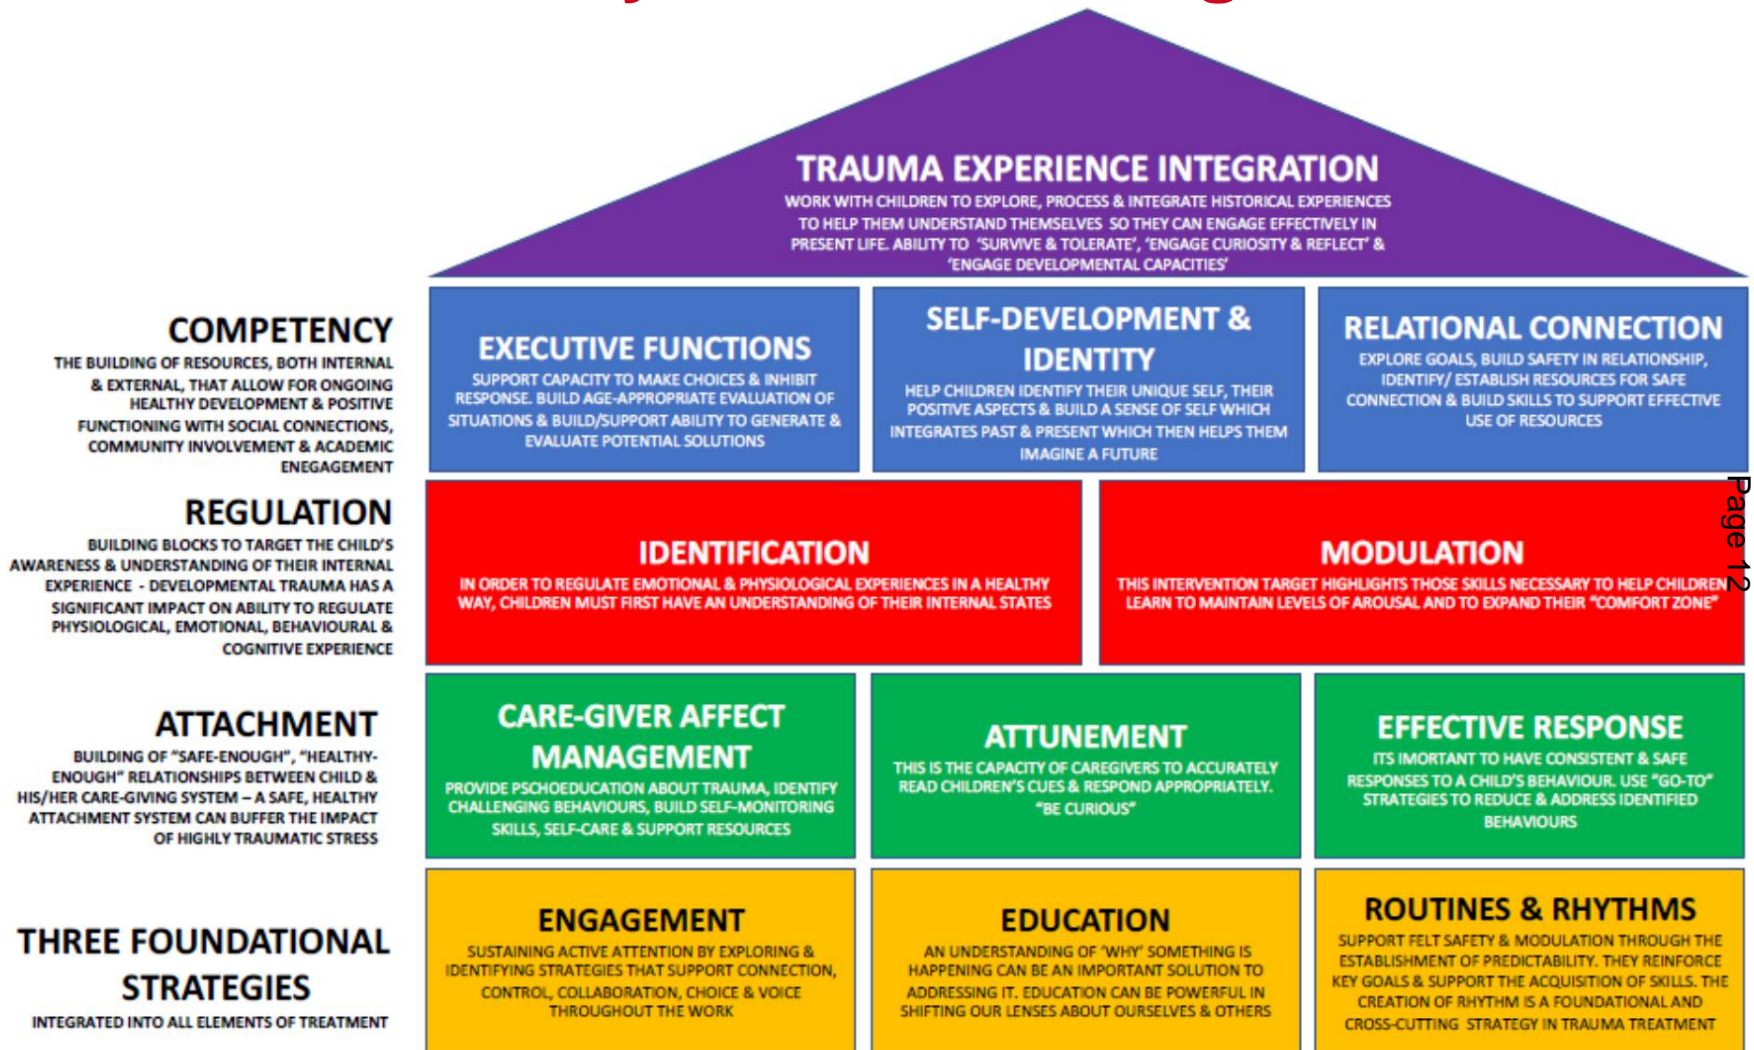 TRAUMA EXPERIENCE INTEGRATION
WORK WITH CHILDREN TO EXPLORE, PROCESS & INTEGRATE HISTORICAL EXPERIENCES
TO HELP THEM UNDERSTAND THEMSELVES SO THEY CAN ENGAGE EFFECTIVELY IN
PRESENT LIFE. ABILITY TO 'SURVIVE & TOLERATE', 'ENGAGE CURIOSITY & REFLECT' &
'ENGAGE DEVELOPMENTAL CAPACITIES'
COMPETENCY
THE BUILDING OF RESOURCES, BOTH INTERNAL
& EXTERNAL, THAT ALLOW FOR ONGOING
HEALTHY DEVELOPMENT & POSITIVE
FUNCTIONING WITH SOCIAL CONNECTIONS,
COMMUNITY INVOLVEMENT & ACADEMIC
ENEGAGEMENT
EXECUTIVE FUNCTIONS
SUPPORT CAPACITY TO MAKE CHOICES & INHIBIT
RESPONSE. BUILD AGE-APPROPRIATE EVALUATION OF
SITUATIONS & BUILD/SUPPORT ABILITY TO GENERATE &
EVALUATE POTENTIAL SOLUTIONS
SELF-DEVELOPMENT &
IDENTITY
HELP CHILDREN IDENTIFY THEIR UNIQUE SELF, THEIR
POSITIVE ASPECTS & BUILD A SENSE OF SELF WHICH
INTEGRATES PAST & PRESENT WHICH THEN HELPS THEM
IMAGINE A FUTURE
RELATIONAL CONNECTION
EXPLORE GOALS, BUILD SAFETY IN RELATIONSHIP,
IDENTIFY/ ESTABLISH RESOURCES FOR SAFE
CONNECTION & BUILD SKILLS TO SUPPORT EFFECTIVE
USE OF RESOURCES
REGULATION
BUILDING BLOCKS TO TARGET THE CHILD'S
AWARENESS & UNDERSTANDING OF THEIR INTERNAL
EXPERIENCE - DEVELOPMENTAL TRAUMA HAS A
SIGNIFICANT IMPACT ON ABILITY TO REGULATE
PHYSIOLOGICAL, EMOTIONAL, BEHAVIOURAL &
COGNITIVE EXPERIENCE
IDENTIFICATION
IN ORDER TO REGULATE EMOTIONAL & PHYSIOLOGICAL EXPERIENCES IN A HEALTHY
WAY, CHILDREN MUST FIRST HAVE AN UNDERSTANDING OF THEIR INTERNAL STATES
MODULATION
THIS INTERVENTION TARGET HIGHLIGHTS THOSE SKILLS NECESSARY TO HELP CHILDREN
LEARN TO MAINTAIN LEVELS OF AROUSAL AND TO EXPAND THEIR "COMFORT ZONE"
Page 12
ATTACHMENT
BUILDING OF "SAFE-ENOUGH", "HEALTHY-
ENOUGH" RELATIONSHIPS BETWEEN CHILD &
HIS/HER CARE-GIVING SYSTEM – A SAFE, HEALTHY
ATTACHMENT SYSTEM CAN BUFFER THE IMPACT
OF HIGHLY TRAUMATIC STRESS
CARE-GIVER AFFECT
MANAGEMENT
PROVIDE PSCHOEDUCATION ABOUT TRAUMA, IDENTIFY
CHALLENGING BEHAVIOURS, BUILD SELF-MONITORING
SKILLS, SELF-CARE & SUPPORT RESOURCES
ATTUNEMENT
THIS IS THE CAPACITY OF CAREGIVERS TO ACCURATELY
READ CHILDREN'S CUES & RESPOND APPROPRIATELY.
"BE CURIOUS"
EFFECTIVE RESPONSE
ITS IMORTANT TO HAVE CONSISTENT & SAFE
RESPONSES TO A CHILD'S BEHAVIOUR. USE "GO-TO"
STRATEGIES TO REDUCE & ADDRESS IDENTIFIED
BEHAVIOURS
THREE FOUNDATIONAL
STRATEGIES
INTEGRATED INTO ALL ELEMENTS OF TREATMENT
ENGAGEMENT
SUSTAINING ACTIVE ATTENTION BY EXPLORING &
IDENTIFYING STRATEGIES THAT SUPPORT CONNECTION,
CONTROL, COLLABORATION, CHOICE & VOICE
THROUGHOUT THE WORK
EDUCATION
AN UNDERSTANDING OF 'WHY' SOMETHING IS
HAPPENING CAN BE AN IMPORTANT SOLUTION TO
ADDRESSING IT. EDUCATION CAN BE POWERFUL IN
SHIFTING OUR LENSES ABOUT OURSELVES & OTHERS
ROUTINES & RHYTHMS
SUPPORT FELT SAFETY & MODULATION THROUGH THE
ESTABLISHMENT OF PREDICTABILITY. THEY REINFORCE
KEY GOALS & SUPPORT THE ACQUISITION OF SKILLS. THE
CREATION OF RHYTHM IS A FOUNDATIONAL AND
CROSS-CUTTING STRATEGY IN TRAUMA TREATMENT